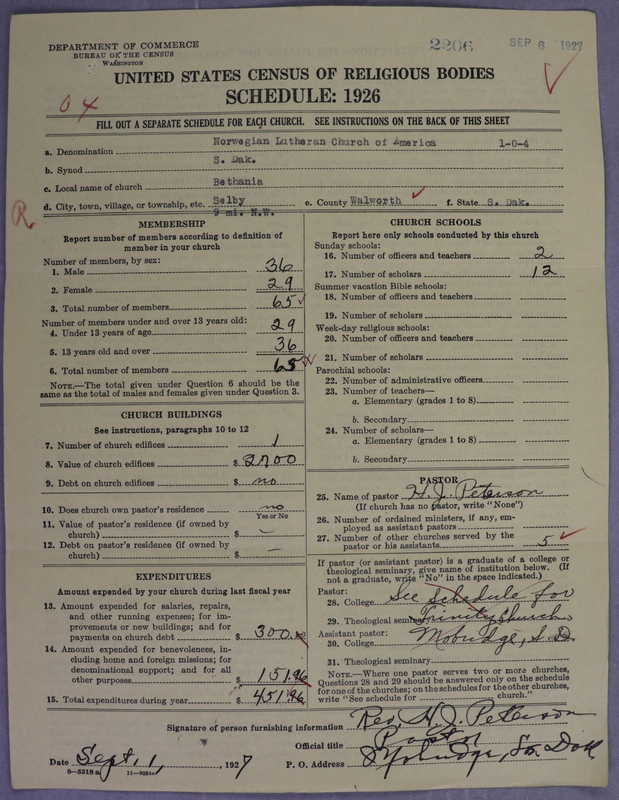 DEPARTMENT OF COMMERCE
BUREAU OF THE CENSUS
WASHINGTON
2206
SEP 6 1927
UNITED STATES CENSUS OF RELIGIOUS BODIES
SCHEDULE: 1926
04
FILL OUT A SEPARATE SCHEDULE FOR EACH CHURCH. SEE INSTRUCTIONS ON THE BACK OF THIS SHEET
a. Denomination Norwegian Lutheran Church of America 1-0-4
b. Synod S. Dak.
c. Local name of church Bethania
d. City, town, village, or township, etc. Selby e. County Walworth f. State S. Dak.
9 mi. N.W.
R
MEMBERSHIP
Report number of members according to definition of
member in your church
Number of members, by sex:
1. Male 36
2. Female 29
3. Total number of members 65
Number of members under and over 13 years old:
4. Under 13 years of age 29
5. 13 years old and over 36
6. Total number of members 65
NOTE.—The total given under Question 6 should be
same as the total of males and females given under Question 3.
CHURCH BUILDINGS
See instructions, paragraphs 10 to 12
7. Number of church edifices 1
8. Value of church edifices $ 2700
9. Debt on church edifices $ no
10. Does church own pastor's residence no
Yes or No
11. Value of pastor's residence (if owned by
church) $ —
12. Debt on pastor's residence (if owned by
church) $ —
EXPENDITURES
Amount expended by church during last fiscal year
13. Amount expended for salaries, repairs,
and other running expenses; for im-
provements or new buildings; and for
payments on church debt $ 300.
14. Amount expended for benevolences, in-
cluding home and foreign missions; for
denominational support; and for all
other purposes $ 151.96
15. Total expenditures during year $ 451.96
CHURCH SCHOOLS
Report here only schools conducted by this church
Sunday schools:
16. Number of officers and teachers 2
17. Number of scholars 12
Summer vacation Bible schools:
18. Number of officers and teachers
19. Number of scholars
Week-day religious schools:
20. Number of officers and teachers
21. Number of scholars
Parochial schools:
22. Number of administrative officers
23. Number of teachers—
a. Elementary (grades 1 to 8)
b. Secondary
24. Number of scholars—
a. Elementary (grades 1 to 8)
b. Secondary
PASTOR
25. Name of pastor H. J. Peterson
(If church has no pastor, write "None")
26. Number of ordained ministers, if any, em-
ployed as assistant pastors
27. Number of other churches served by the
pastor or his assistants 5
If pastor (or assistant pastor) is a graduate of a college or
theological seminary, give name of institution below. (If
not a graduate, write "No" in the space indicated.)
Pastor:
28. College See Schedule for
29. Theological seminary Trinity Church
Assistant pastor:
30. College Mobridge, S.D.
31. Theological seminary
NOTE.—Where one pastor serves two or more churches,
Questions 28 and 29 should be answered only on the schedule
for one of the churches; on the schedules for the other churches,
write "See schedule for church."
Signature of person furnishing information Rev H. J. Peterson
Official title Pastor
Date Sept. 1, 1927 P. O. Address Mobridge, So. Dak
8—5518 a 11—9054